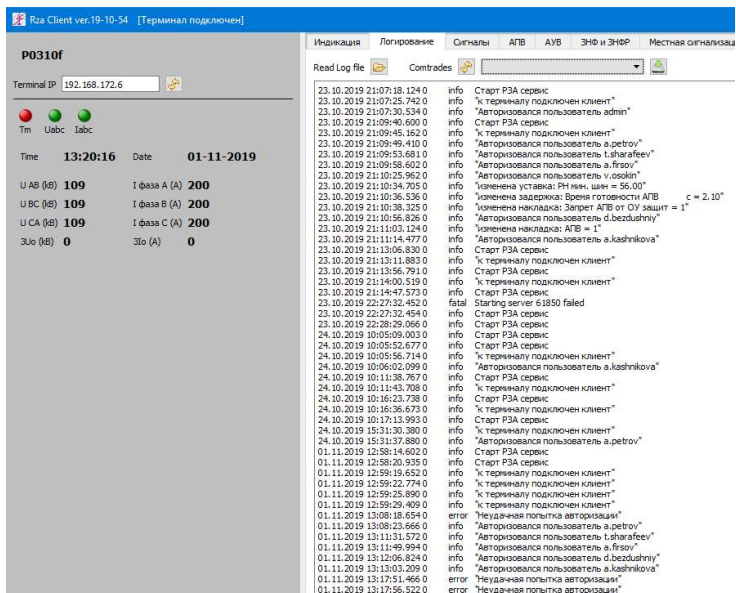 Rza Client ver.19-10-54 [Терминал подключен]
P0310f
Terminal IP 192.168.172.6
Tm Uabc Iabc
Time 13:20:16 Date 01-11-2019
U AB (kB) 109 I фаза A (A) 200
U BC (kB) 109 I фаза B (A) 200
U CA (kB) 109 I фаза C (A) 200
3Uo (kB) 0 3Io (A) 0
Индикация Логирование Сигналы АПВ АУВ ЗНФ и ЗНФР Местная сигнализац
Read Log file Comtrades
23.10.2019 21:07:18.124 0 info Старт РЗА сервис
23.10.2019 21:07:25.742 0 info "к терминалу подключен клиент"
23.10.2019 21:07:30.534 0 info "Авторизовался пользователь admin"
23.10.2019 21:09:40.600 0 info Старт РЗА сервис
23.10.2019 21:09:45.162 0 info "к терминалу подключен клиент"
23.10.2019 21:09:49.410 0 info "Авторизовался пользователь a.petrov"
23.10.2019 21:09:53.681 0 info "Авторизовался пользователь t.sharafeev"
23.10.2019 21:09:58.602 0 info "Авторизовался пользователь a.firsov"
23.10.2019 21:10:25.962 0 info "Авторизовался пользователь v.osokin"
23.10.2019 21:10:34.705 0 info "изменена уставка: РН мин. шин = 56.00"
23.10.2019 21:10:36.536 0 info "изменена задержка: Время готовности АПВ с = 2.10"
23.10.2019 21:10:38.325 0 info "изменена накладка: Запрет АПВ от ОУ защит = 1"
23.10.2019 21:10:56.826 0 info "Авторизовался пользователь d.bezdushniy"
23.10.2019 21:11:03.124 0 info "изменена накладка: АПВ = 1"
23.10.2019 21:11:14.477 0 info "Авторизовался пользователь a.kashnikova"
23.10.2019 21:13:06.830 0 info Старт РЗА сервис
23.10.2019 21:13:11.883 0 info "к терминалу подключен клиент"
23.10.2019 21:13:56.791 0 info Старт РЗА сервис
23.10.2019 21:14:00.519 0 info "к терминалу подключен клиент"
23.10.2019 21:14:47.573 0 info Старт РЗА сервис
23.10.2019 22:27:32.452 0 fatal Starting server 61850 failed
23.10.2019 22:27:32.454 0 info Старт РЗА сервис
23.10.2019 22:28:29.066 0 info Старт РЗА сервис
24.10.2019 10:05:09.003 0 info Старт РЗА сервис
24.10.2019 10:05:52.677 0 info Старт РЗА сервис
24.10.2019 10:05:56.714 0 info "к терминалу подключен клиент"
24.10.2019 10:06:02.099 0 info "Авторизовался пользователь a.kashnikova"
24.10.2019 10:11:38.767 0 info Старт РЗА сервис
24.10.2019 10:11:43.708 0 info "к терминалу подключен клиент"
24.10.2019 10:16:23.738 0 info Старт РЗА сервис
24.10.2019 10:16:36.673 0 info "к терминалу подключен клиент"
24.10.2019 10:17:13.993 0 info Старт РЗА сервис
24.10.2019 15:31:30.380 0 info "к терминалу подключен клиент"
24.10.2019 15:31:37.880 0 info "Авторизовался пользователь a.petrov"
01.11.2019 12:58:14.602 0 info Старт РЗА сервис
01.11.2019 12:58:20.935 0 info Старт РЗА сервис
01.11.2019 12:59:19.652 0 info "к терминалу подключен клиент"
01.11.2019 12:59:22.774 0 info "к терминалу подключен клиент"
01.11.2019 12:59:25.890 0 info "к терминалу подключен клиент"
01.11.2019 12:59:29.409 0 info "к терминалу подключен клиент"
01.11.2019 13:08:18.654 0 error "Неудачная попытка авторизации"
01.11.2019 13:08:23.666 0 info "Авторизовался пользователь a.petrov"
01.11.2019 13:11:31.572 0 info "Авторизовался пользователь t.sharafeev"
01.11.2019 13:11:49.994 0 info "Авторизовался пользователь a.firsov"
01.11.2019 13:12:06.824 0 info "Авторизовался пользователь d.bezdushniy"
01.11.2019 13:13:03.209 0 info "Авторизовался пользователь a.kashnikova"
01.11.2019 13:17:51.466 0 error "Неудачная попытка авторизации"
01.11.2019 13:17:56.522 0 error "Неудачная попытка авторизации"